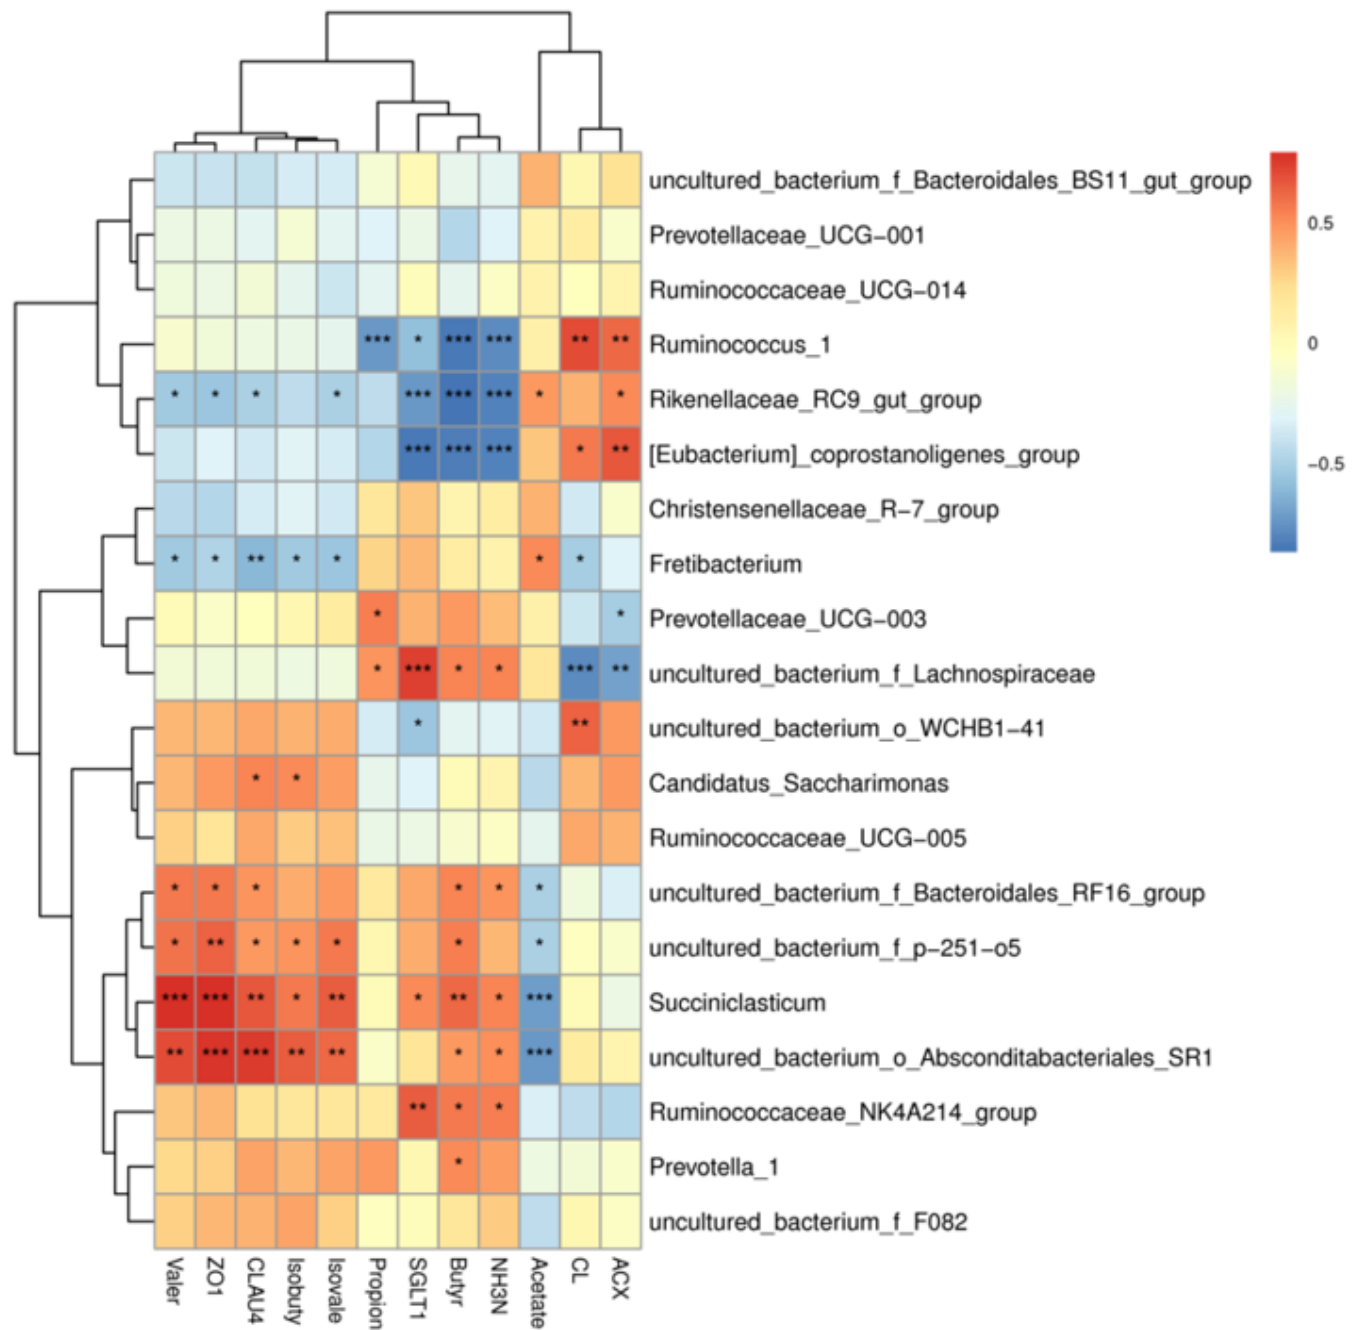 uncultured_bacterium_f_Bacteroidales_BS11_gut_group
Prevotellaceae_UCG−001
Ruminococcaceae_UCG−014
*** * *** *** ** ** Ruminococcus_1
* * * * *** *** *** * * Rikenellaceae_RC9_gut_group
*** *** *** * ** [Eubacterium]_coprostanoligenes_group
Christensenellaceae_R−7_group
* * ** * * * * Fretibacterium
* * Prevotellaceae_UCG−003
* *** * * *** ** uncultured_bacterium_f_Lachnospiraceae
* ** uncultured_bacterium_o_WCHB1−41
* * Candidatus_Saccharimonas
Ruminococcaceae_UCG−005
* * * * * * uncultured_bacterium_f_Bacteroidales_RF16_group
* ** * * * * * uncultured_bacterium_f_p−251−o5
*** *** ** * ** * ** * *** Succiniclasticum
** *** *** ** ** * * *** uncultured_bacterium_o_Absconditabacteriales_SR1
** * * Ruminococcaceae_NK4A214_group
* Prevotella_1
uncultured_bacterium_f_F082
Valer
ZO1
CLAU4
Isobuty
Isovale
Propion
SGLT1
Butyr
NH3N
Acetate
CL
ACX
0.5
0
−0.5